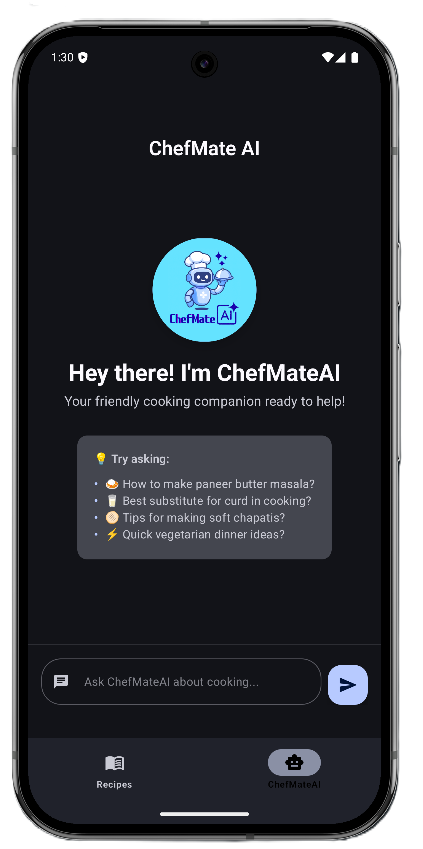 1:30
ChefMate AI
ChefMate AI
Hey there! I'm ChefMateAI
Your friendly cooking companion ready to help!
💡 Try asking:
• 🍛 How to make paneer butter masala?
• 🥛 Best substitute for curd in cooking?
• 🫓 Tips for making soft chapatis?
• ⚡ Quick vegetarian dinner ideas?
Ask ChefMateAI about cooking...
Recipes
ChefMateAI